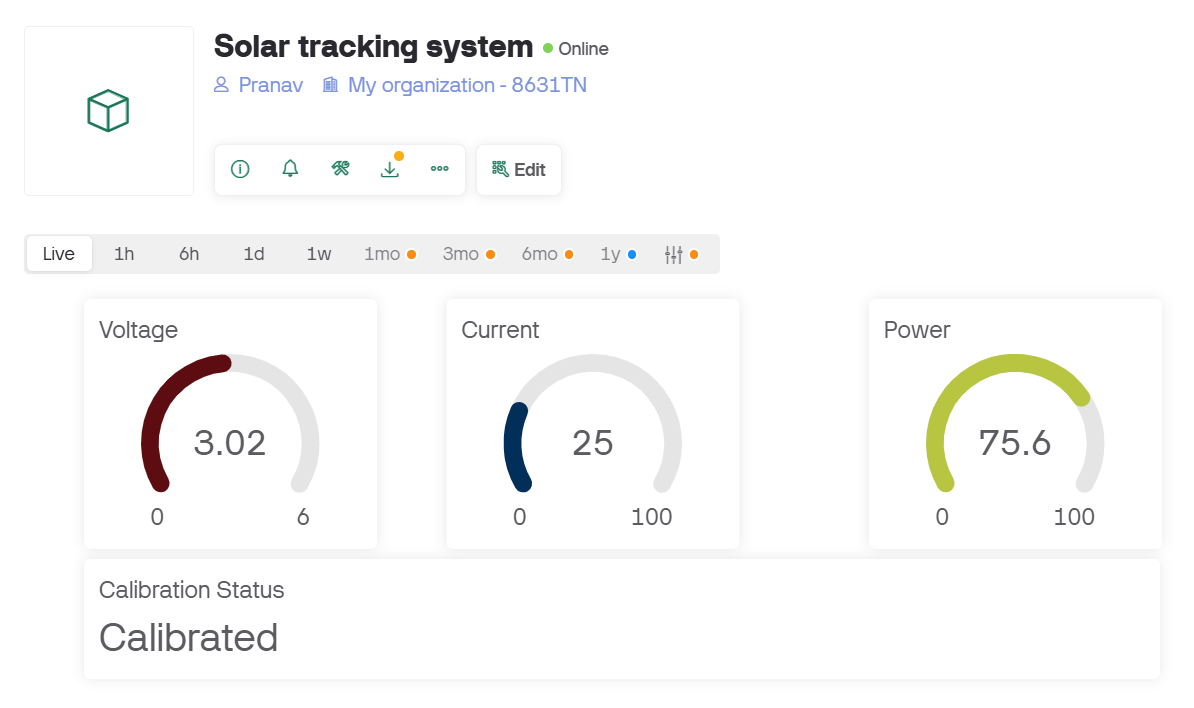 Solar tracking system Online
Pranav My organization - 8631TN
Edit
Live 1h 6h 1d 1w 1mo 3mo 6mo 1y
Voltage Current Power
3.02 25 75.6
0 6 0 100 0 100
Calibration Status
Calibrated